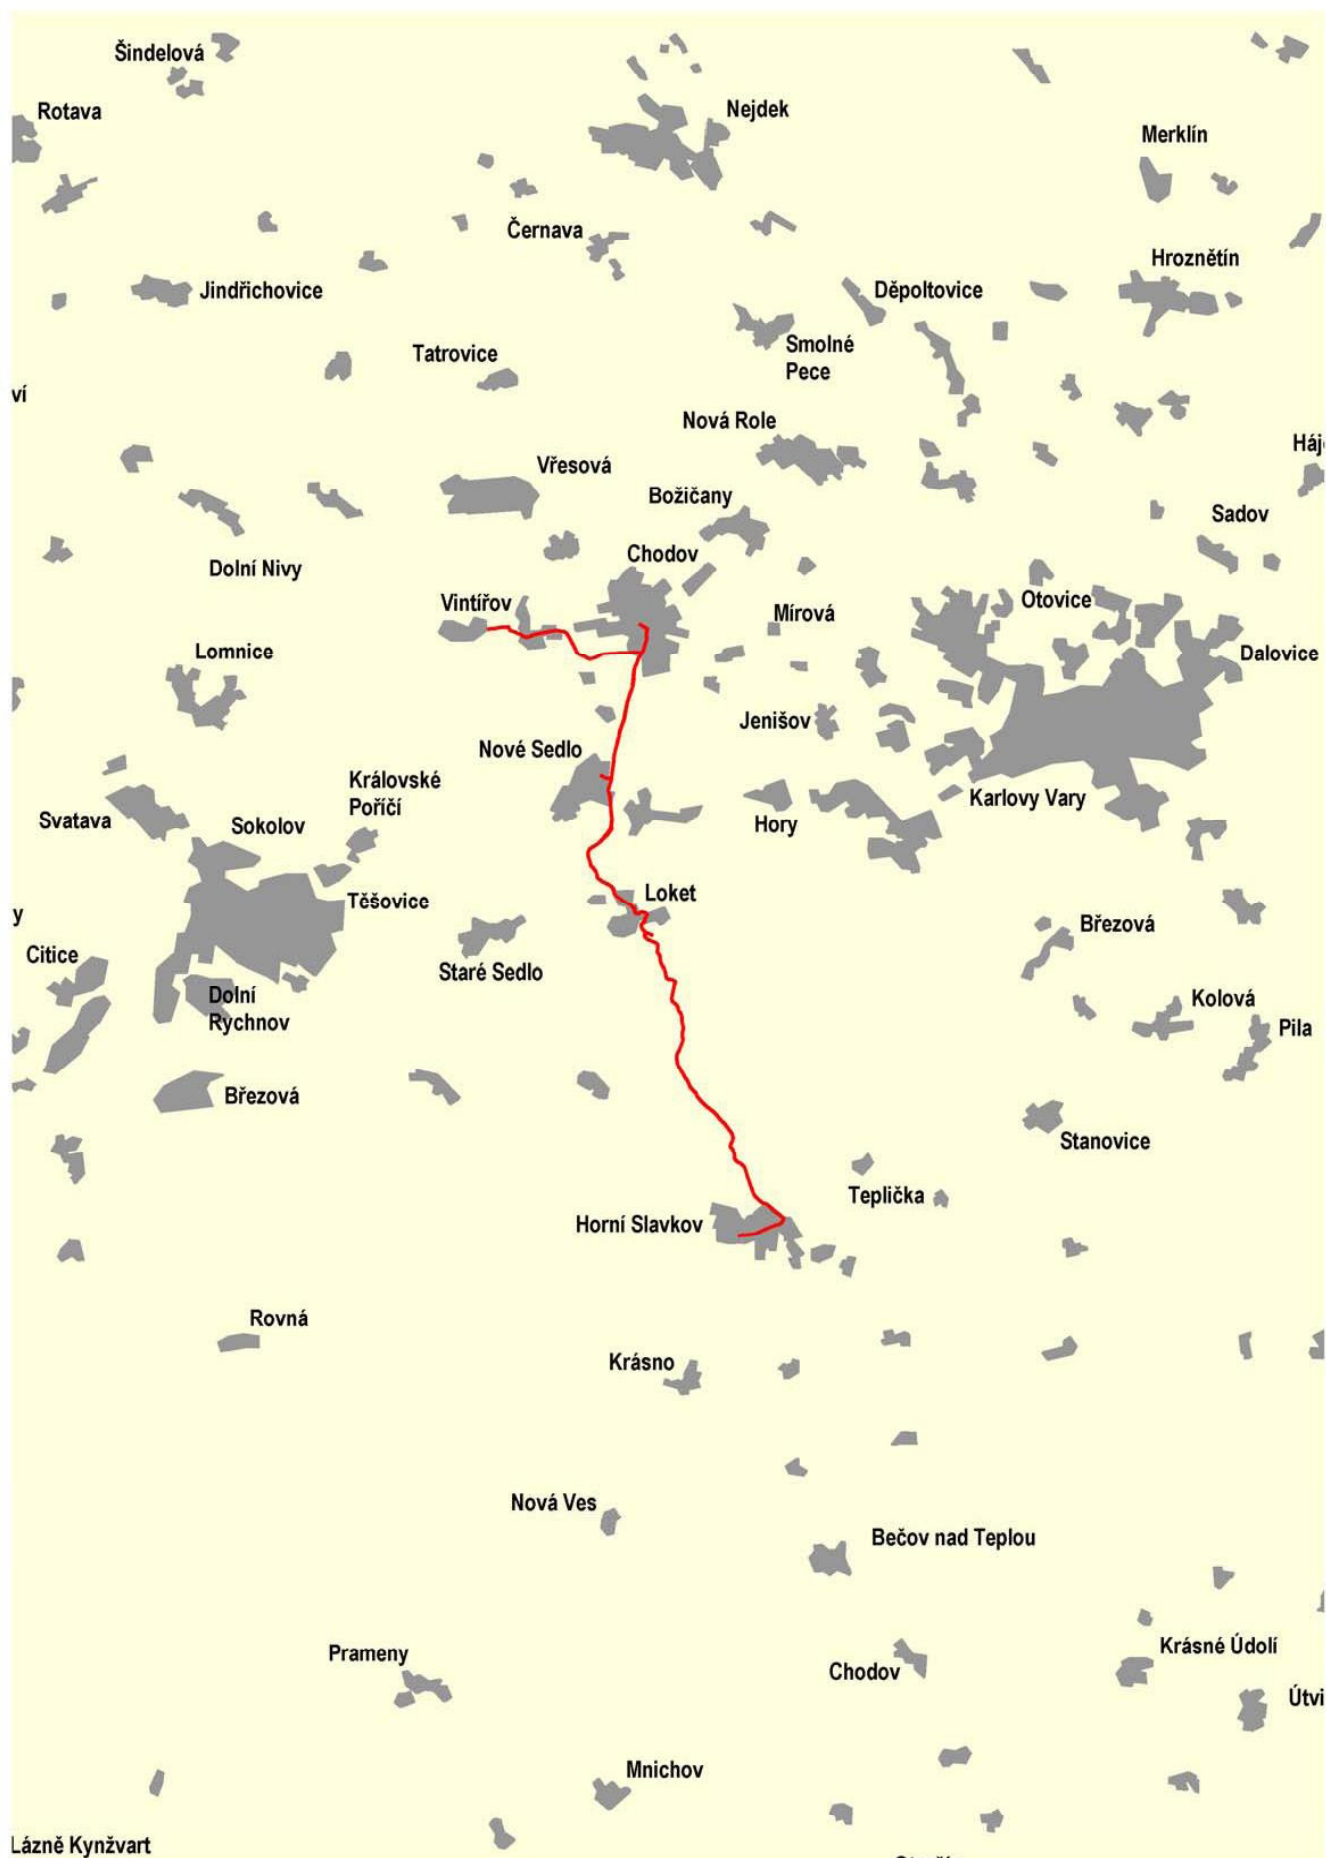 Šindelová
Rotava
Nejdek
Merklín
Černava
Hroznětín
Jindřichovice
Děpoltovice
Smolné
Pece
Tatrovice
ví
Nová Role
Háj
Vřesová
Božičany
Sadov
Chodov
Dolní Nivy
Vintířov
Otovice
Mírová
Lomnice
Dalovice
Jenišov
Nové Sedlo
Královské
Poříčí
Karlovy Vary
Svatava
Sokolov
Hory
Loket
Těšovice
y
Březová
Citice
Staré Sedlo
Dolní
Rychnov
Kolová
Pila
Březová
Stanovice
Teplička
Horní Slavkov
Rovná
Krásno
Nová Ves
Bečov nad Teplou
Krásné Údolí
Prameny
Chodov
Útvi
Mnichov
Lázně Kynžvart